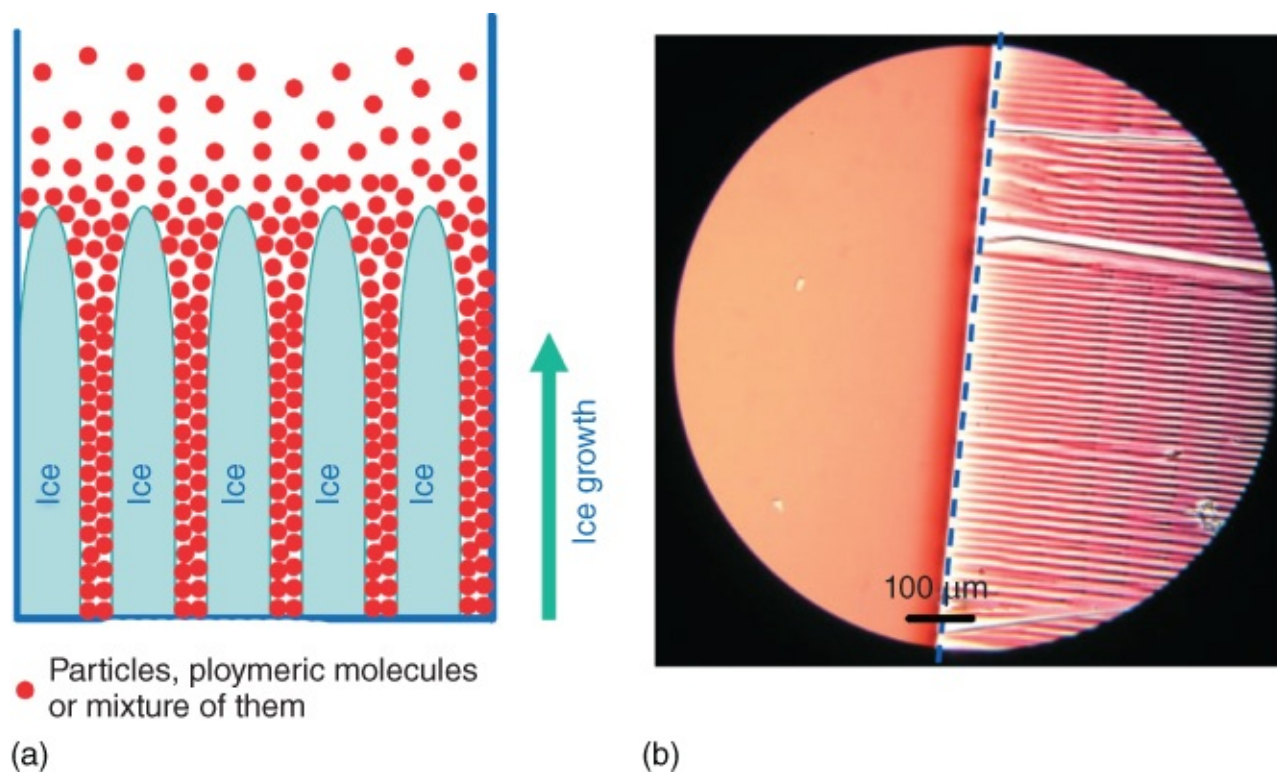 Ice
Ice
Ice
Ice
Ice
Ice growth
Particles, ploymeric molecules
or mixture of them
(a)
100 μm
(b)